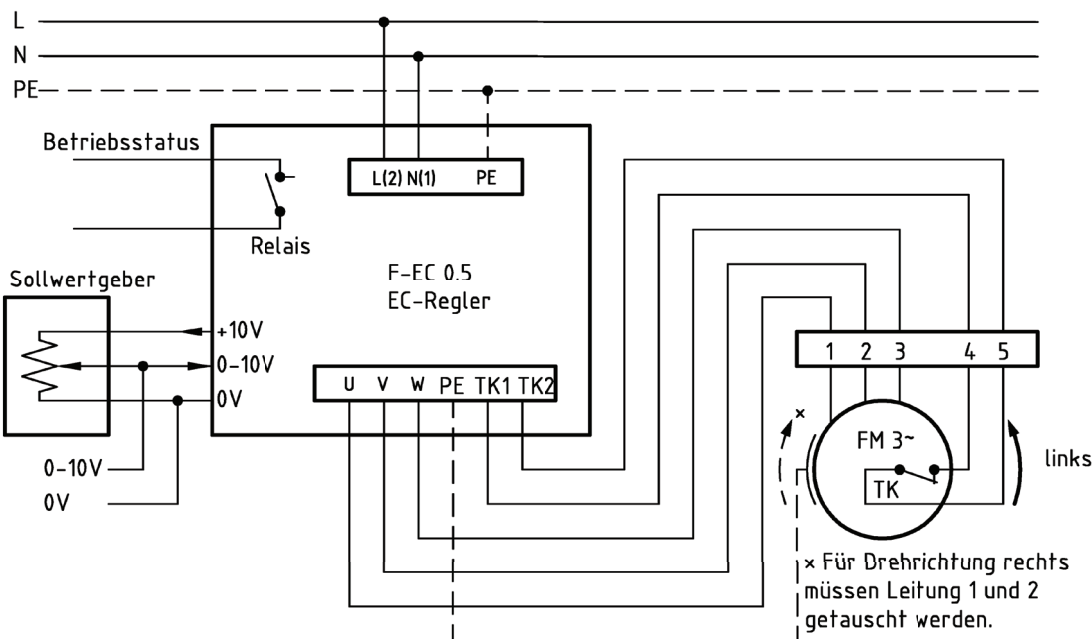 L
N
PE
Betriebsstatus
L(2) N(1) PE
Relais
F-EC 0.5
EC-Regler
Sollwertgeber
+10V
0-10V
0V
U V W PE TK1 TK2
0-10V
0V
1 2 3 4 5
×
FM 3~
TK
links
× Für Drehrichtung rechts
müssen Leitung 1 und 2
getauscht werden.